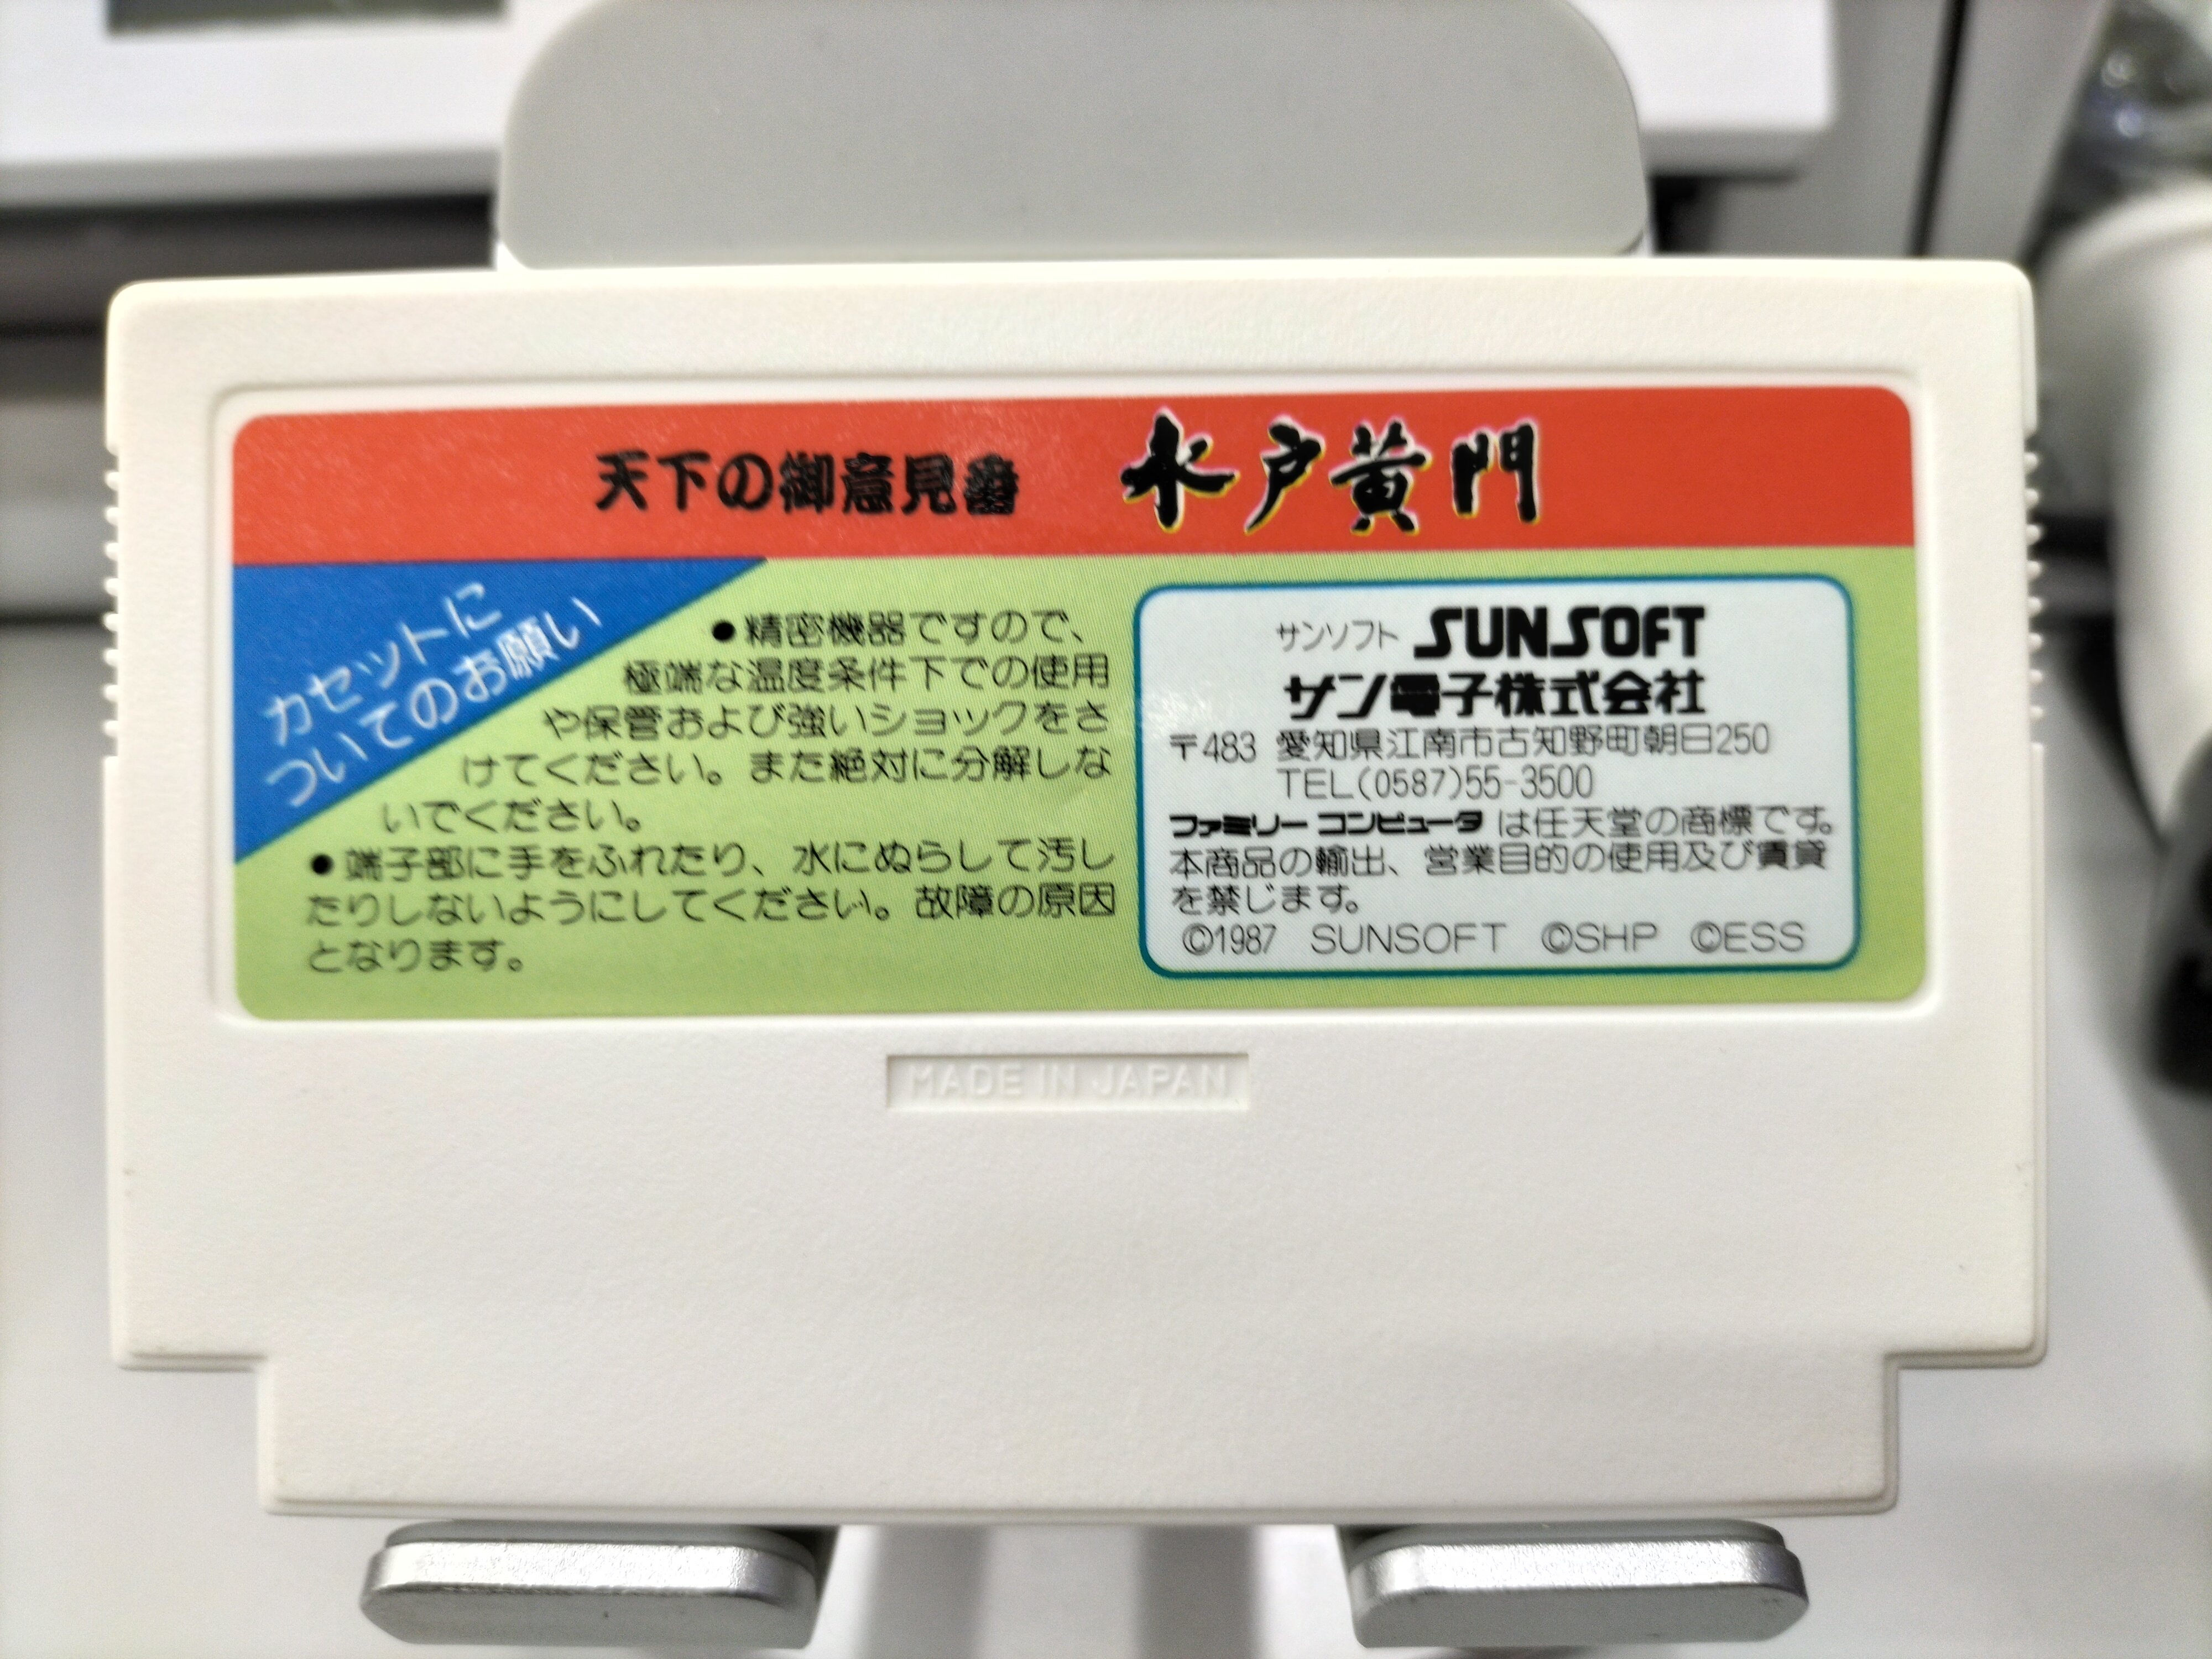 天下の御意見番 水戸黄門
カセットに
ついてのお願い
●精密機器ですので、
極端な温度条件下での使用
や保管および強いショックをさ
けてください。また絶対に分解しな
いでください。
●端子部に手をふれたり、水にぬらして汚し
たりしないようにしてください。故障の原因
となります。
サンソフト SUNSOFT
サン電子株式会社
〒483 愛知県江南市古知野町朝日250
TEL(0587)55-3500
ファミリーコンピュータは任天堂の商標です。
本商品の輸出、営業目的の使用及び賃貸
を禁じます。
©1987 SUNSOFT ©SHP ©ESS
MADE IN JAPAN